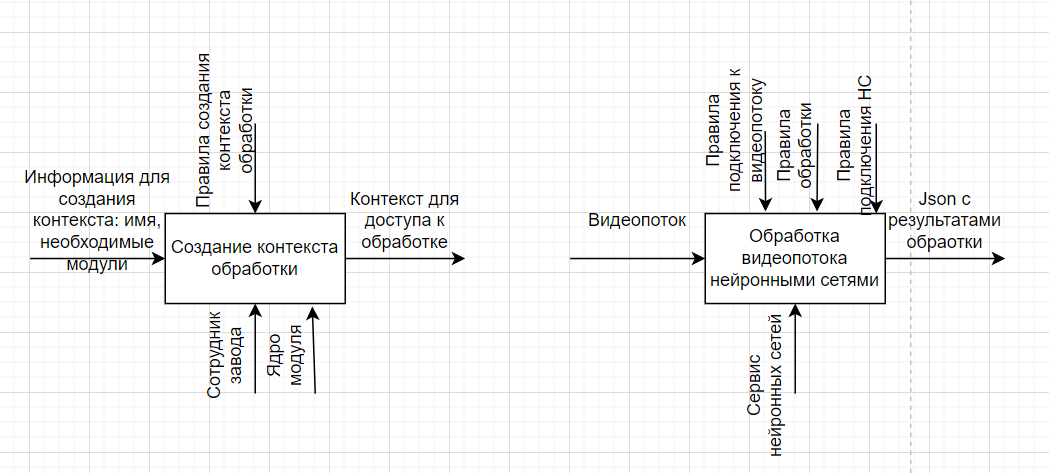 Правила создания
контекста
обработки
Информация для
создания
контекста: имя,
необходимые
модули
Создание контекста
обработки
Контекст для
доступа к
обработке
Сотрудник
завода
Ядро
модуля
Правила
подключения к
видеопотоку
Правила
обработки
Правила
подключения НС
Видеопоток
Обработка
видеопотока
нейронными сетями
Json с
результатами
обраотки
Сервис
нейронных сетей